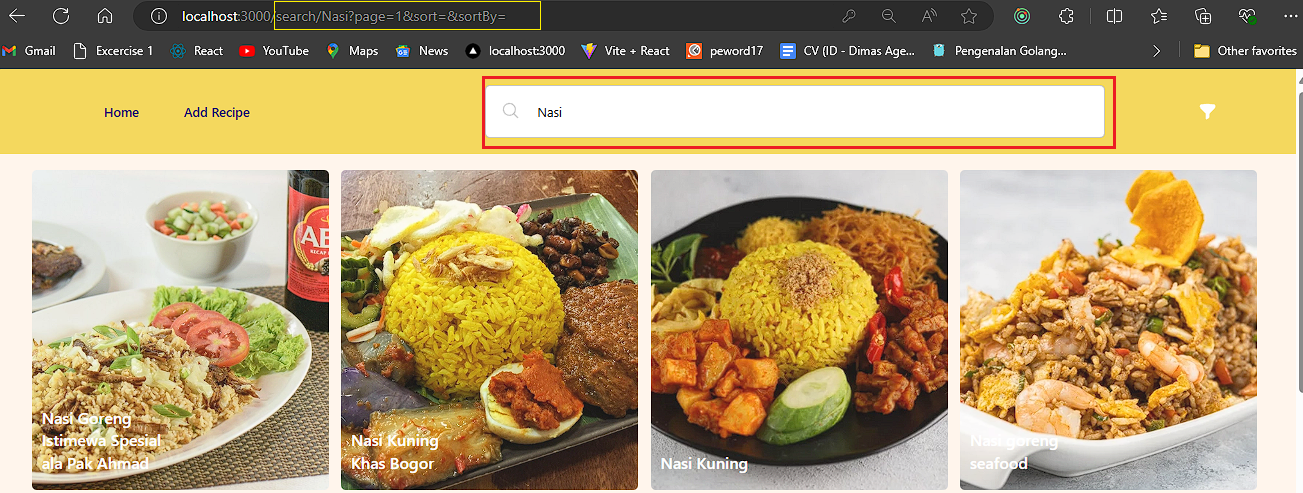 localhost:3000/search/Nasi?page=1&sort=&sortBy=
Gmail
Excercise 1
React
YouTube
Maps
News
localhost:3000
Vite + React
peword17
CV (ID - Dimas Age...
Pengenalan Golang...
Other favorites
Home
Add Recipe
Nasi
Nasi Goreng
Istimewa Spesial
ala Pak Ahmad
Nasi Kuning
Khas Bogor
Nasi Kuning
Nasi goreng
seafood